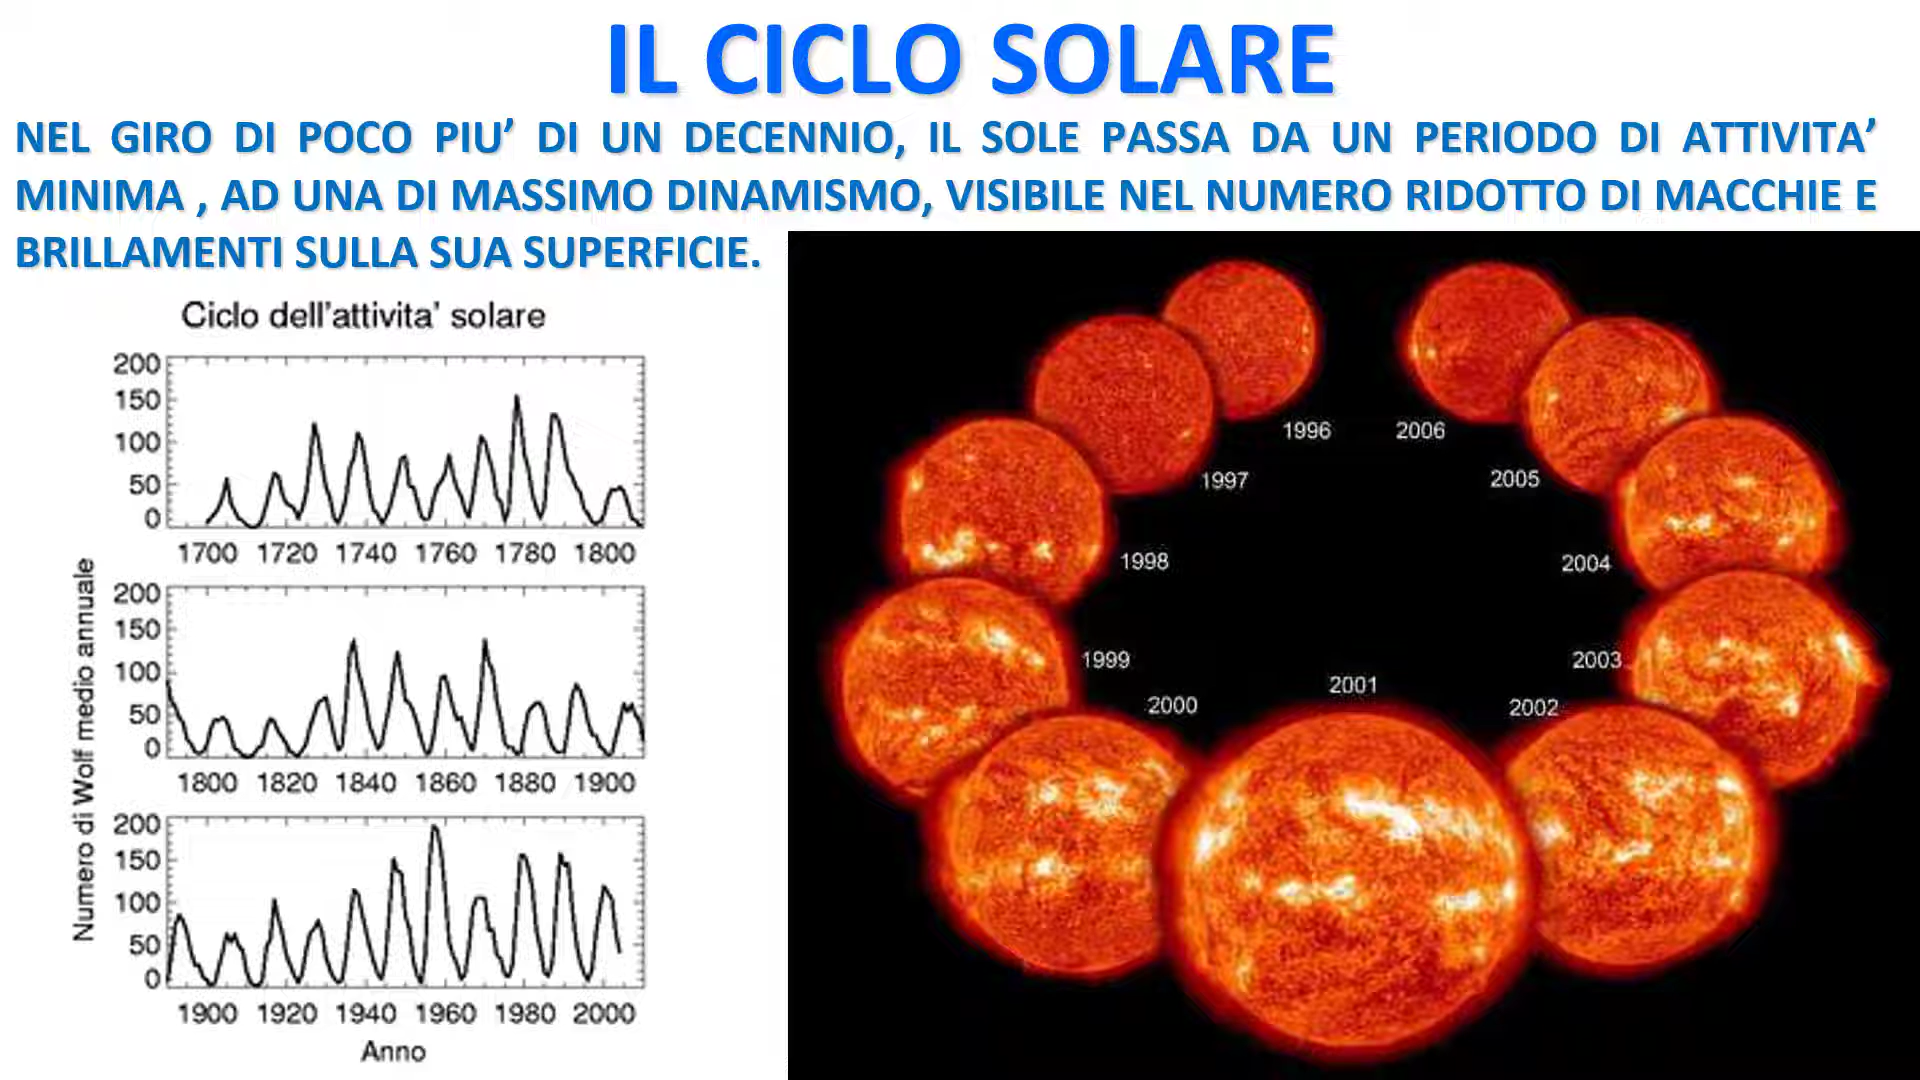 IL CICLO SOLARE
NEL GIRO DI POCO PIU’ DI UN DECENNIO, IL SOLE PASSA DA UN PERIODO DI ATTIVITA’
MINIMA , AD UNA DI MASSIMO DINAMISMO, VISIBILE NEL NUMERO RIDOTTO DI MACCHIE E
BRILLAMENTI SULLA SUA SUPERFICIE.
Ciclo dell'attivita' solare
Numero di Wolf medio annuale
200
150
100
50
0
1700 1720 1740 1760 1780 1800
200
150
100
50
0
1800 1820 1840 1860 1880 1900
200
150
100
50
0
1900 1920 1940 1960 1980 2000
Anno
1996
1997
1998
1999
2000
2001
2002
2003
2004
2005
2006